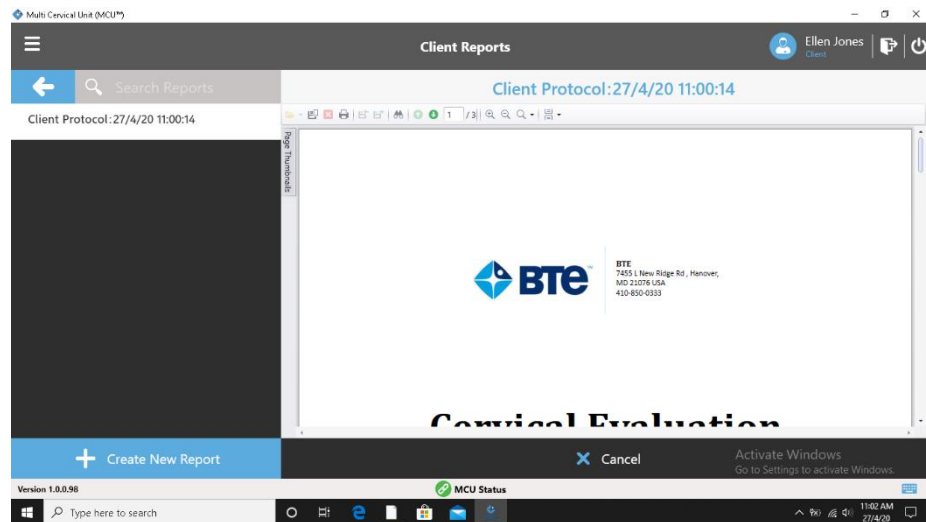 Multi Cervical Unit (MCU™)
Client Reports
Ellen Jones
Client
Search Reports
Client Protocol:27/4/20 11:00:14
Client Protocol:27/4/20 11:00:14
1 /3
Page Thumbnails
BTE™
BTE
7455 L New Ridge Rd , Hanover,
MD 21076 USA
410-850-0333
Cervical Evaluation
Create New Report
Cancel
Activate Windows
Go to Settings to activate Windows.
Version 1.0.0.98
MCU Status
Type here to search
11:02 AM
27/4/20